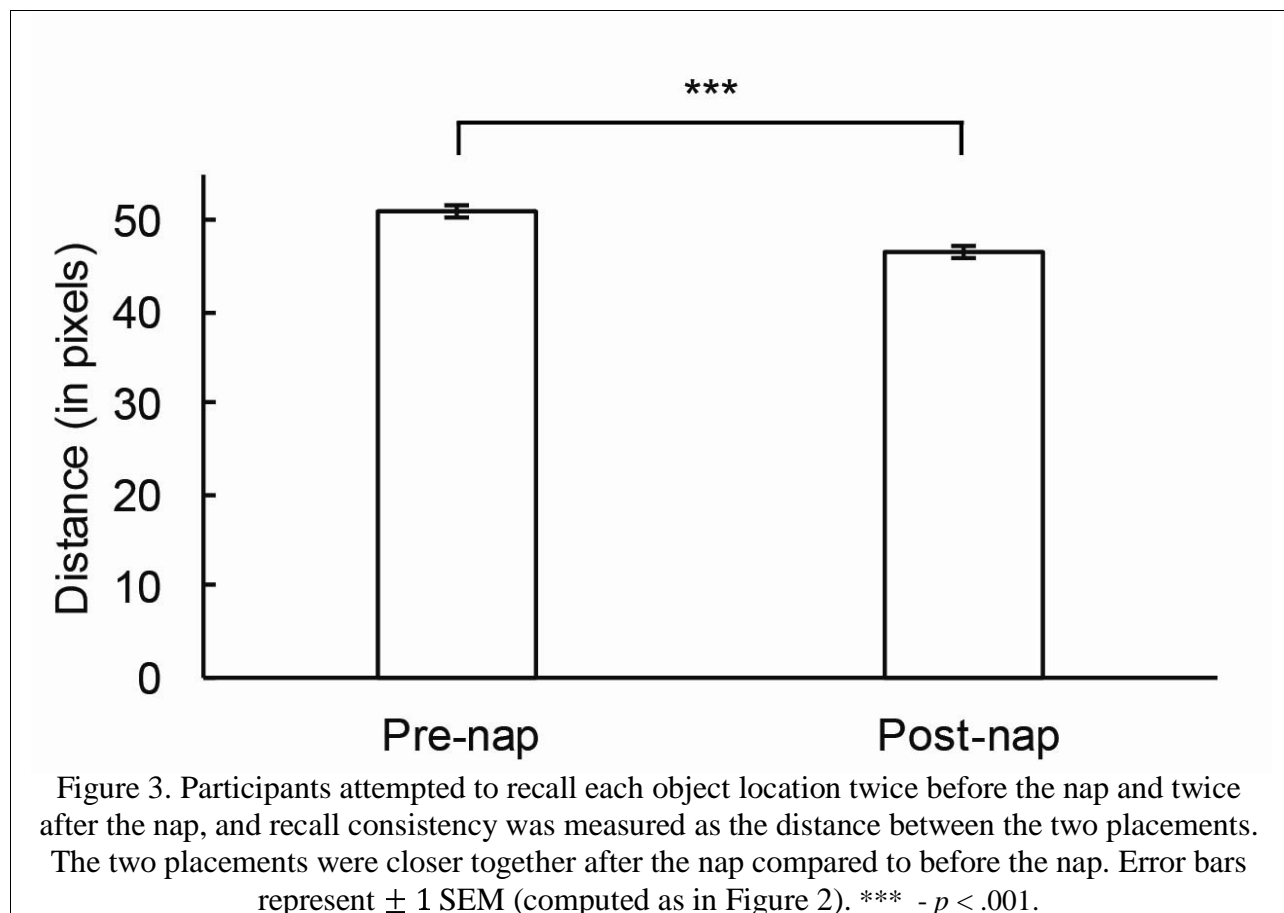 ***
50
40
30
20
10
0
Distance (in pixels)
Pre-nap
Post-nap
Figure 3. Participants attempted to recall each object location twice before the nap and twice
after the nap, and recall consistency was measured as the distance between the two placements.
The two placements were closer together after the nap compared to before the nap. Error bars
represent ± 1 SEM (computed as in Figure 2). *** - p < .001.